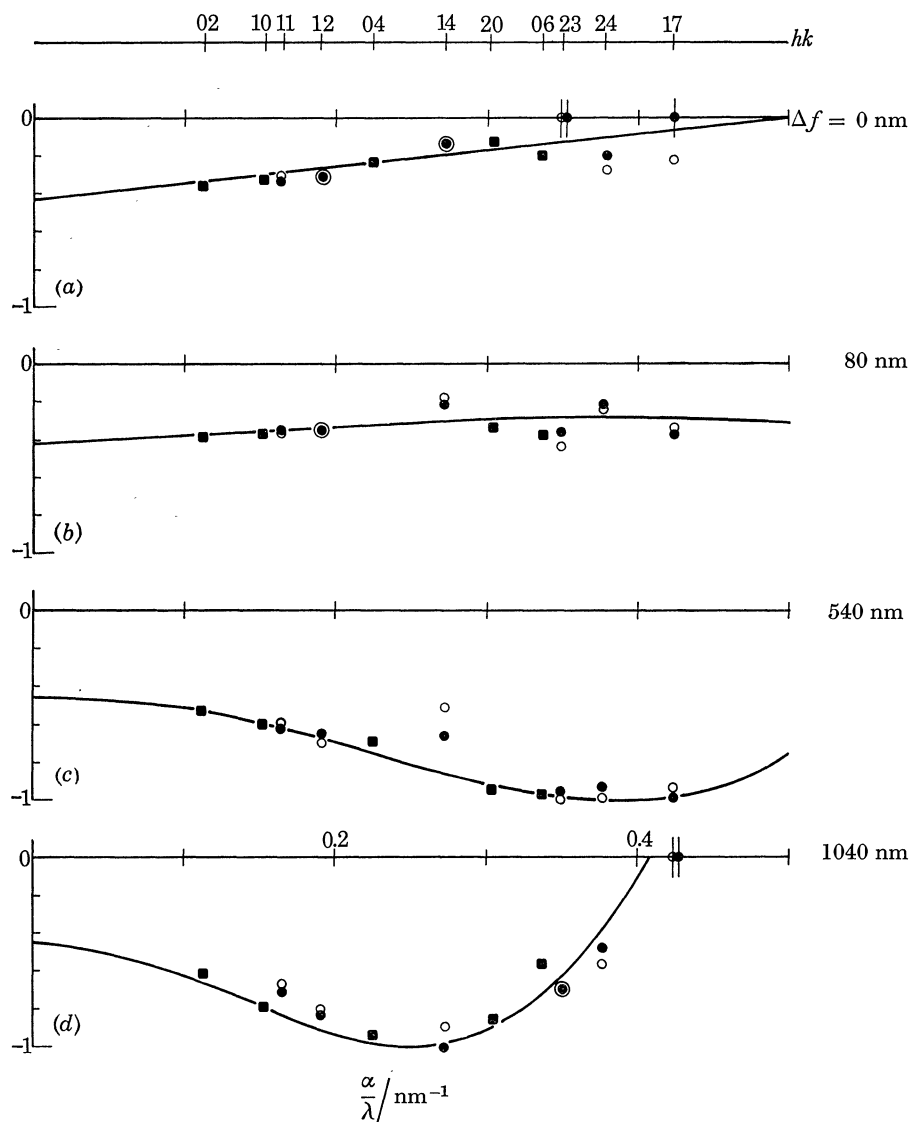 02 10 11 12 04 14 20 06 23 24 17 hk
0 Δf = 0 nm
(a)
-1
0 80 nm
(b)
-1
0 540 nm
(c)
-1
0 0.2 0.4 1040 nm
(d)
-1
α/λ / nm⁻¹